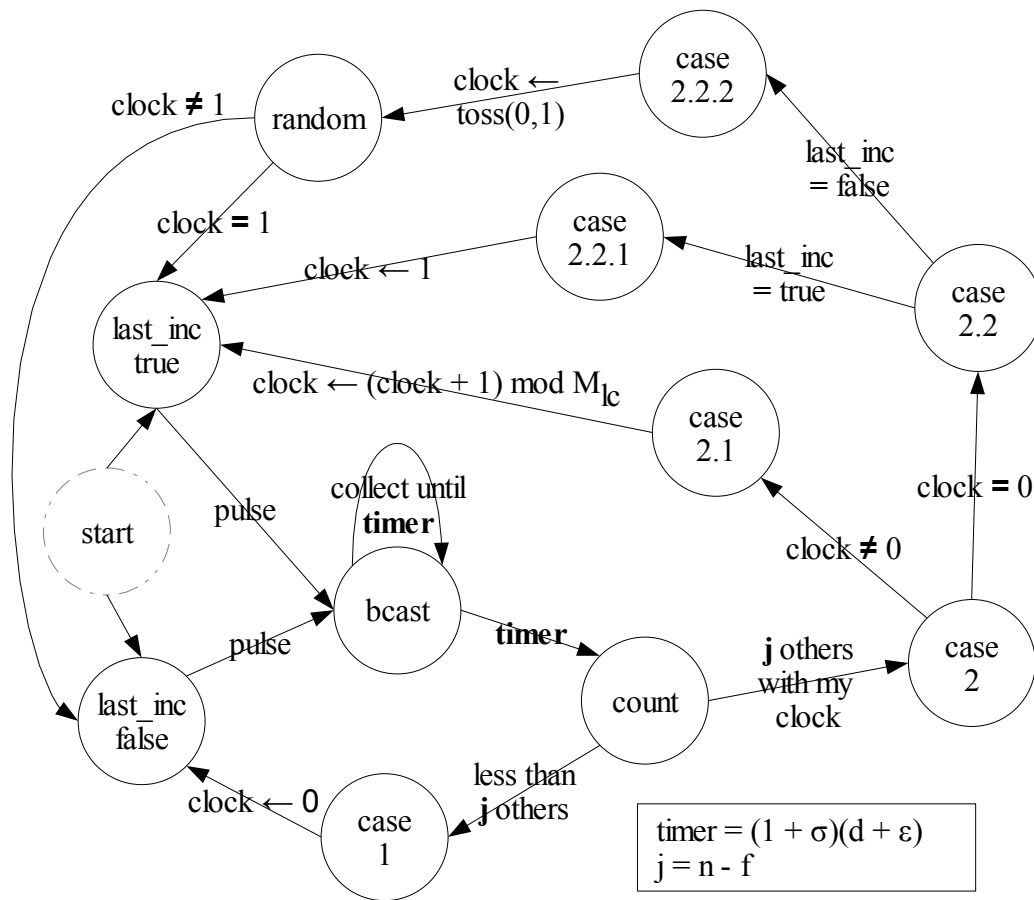 case
2.2.2
clock ←
toss(0,1)
clock ≠ 1
random
last_inc
= false
clock = 1
case
2.2.1
clock ← 1
last_inc
= true
case
2.2
last_inc
true
clock ← (clock + 1) mod Mlc
case
2.1
collect until
timer
clock = 0
pulse
start
clock ≠ 0
bcast
pulse
timer
j others
with my
clock
case
2
last_inc
false
count
less than
j others
clock ← 0
case
1
timer = (1 + σ)(d + ε)
j = n - f